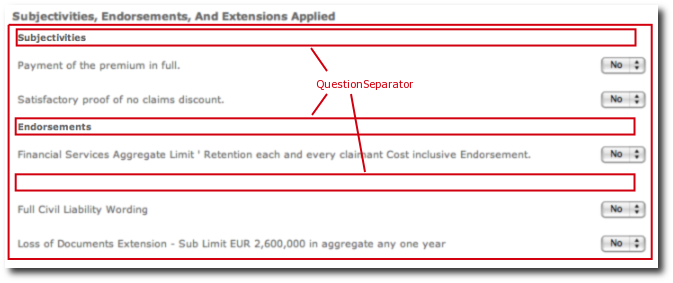 Subjectivities, Endorsements, And Extensions Applied
Subjectivities
Payment of the premium in full. No
QuestionSeparator
Satisfactory proof of no claims discount. No
Endorsements
Financial Services Aggregate Limit ' Retention each and every claimant Cost inclusive Endorsement. No
Full Civil Liability Wording No
Loss of Documents Extension - Sub Limit EUR 2,600,000 in aggregate any one year No